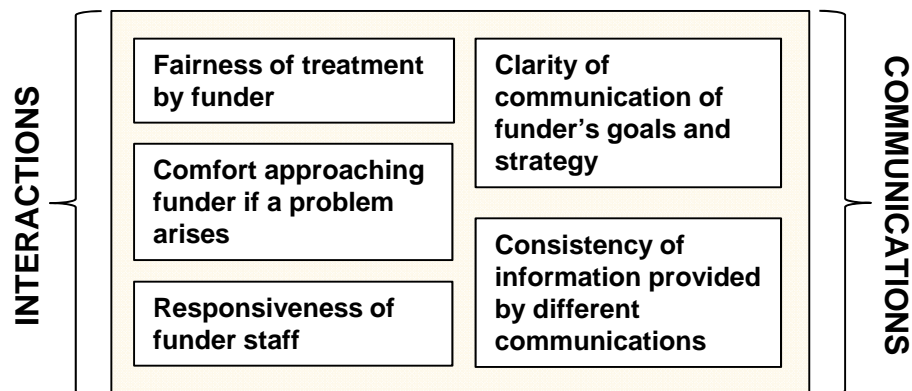 INTERACTIONS
Fairness of treatment
by funder
Comfort approaching
funder if a problem
arises
Responsiveness of
funder staff
Clarity of
communication of
funder’s goals and
strategy
Consistency of
information provided
by different
communications
COMMUNICATIONS